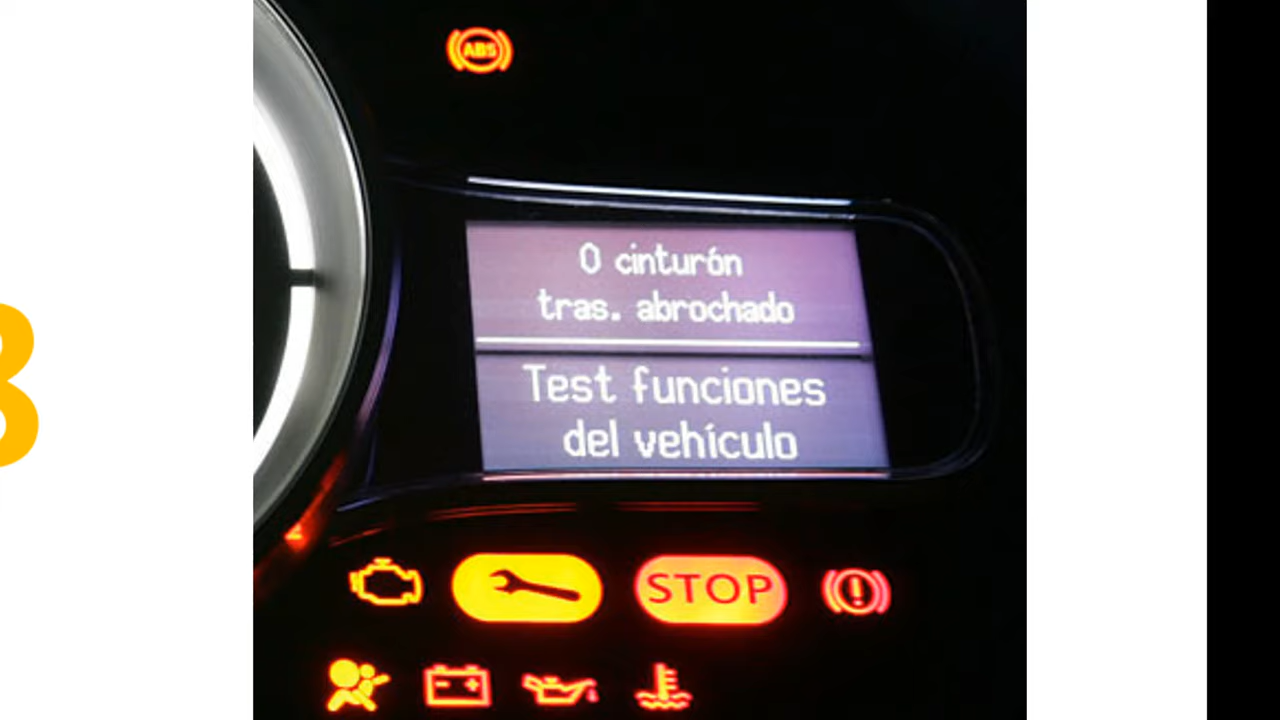 ABS
0 cinturón
tras. abrochado
Test funciones
del vehículo
STOP